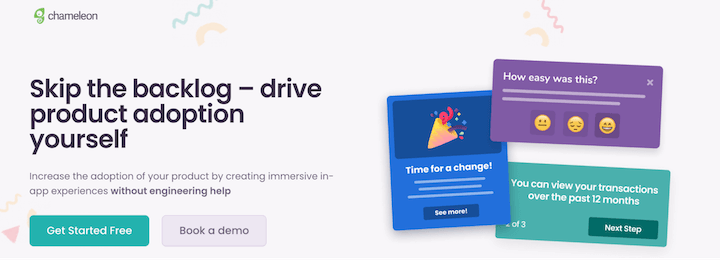 chameleon
Skip the backlog – drive
product adoption
yourself
Increase the adoption of your product by creating immersive in-
app experiences without engineering help
Get Started Free
Book a demo
Time for a change!
See more!
How easy was this?
You can view your transactions
over the past 12 months
of 3
Next Step